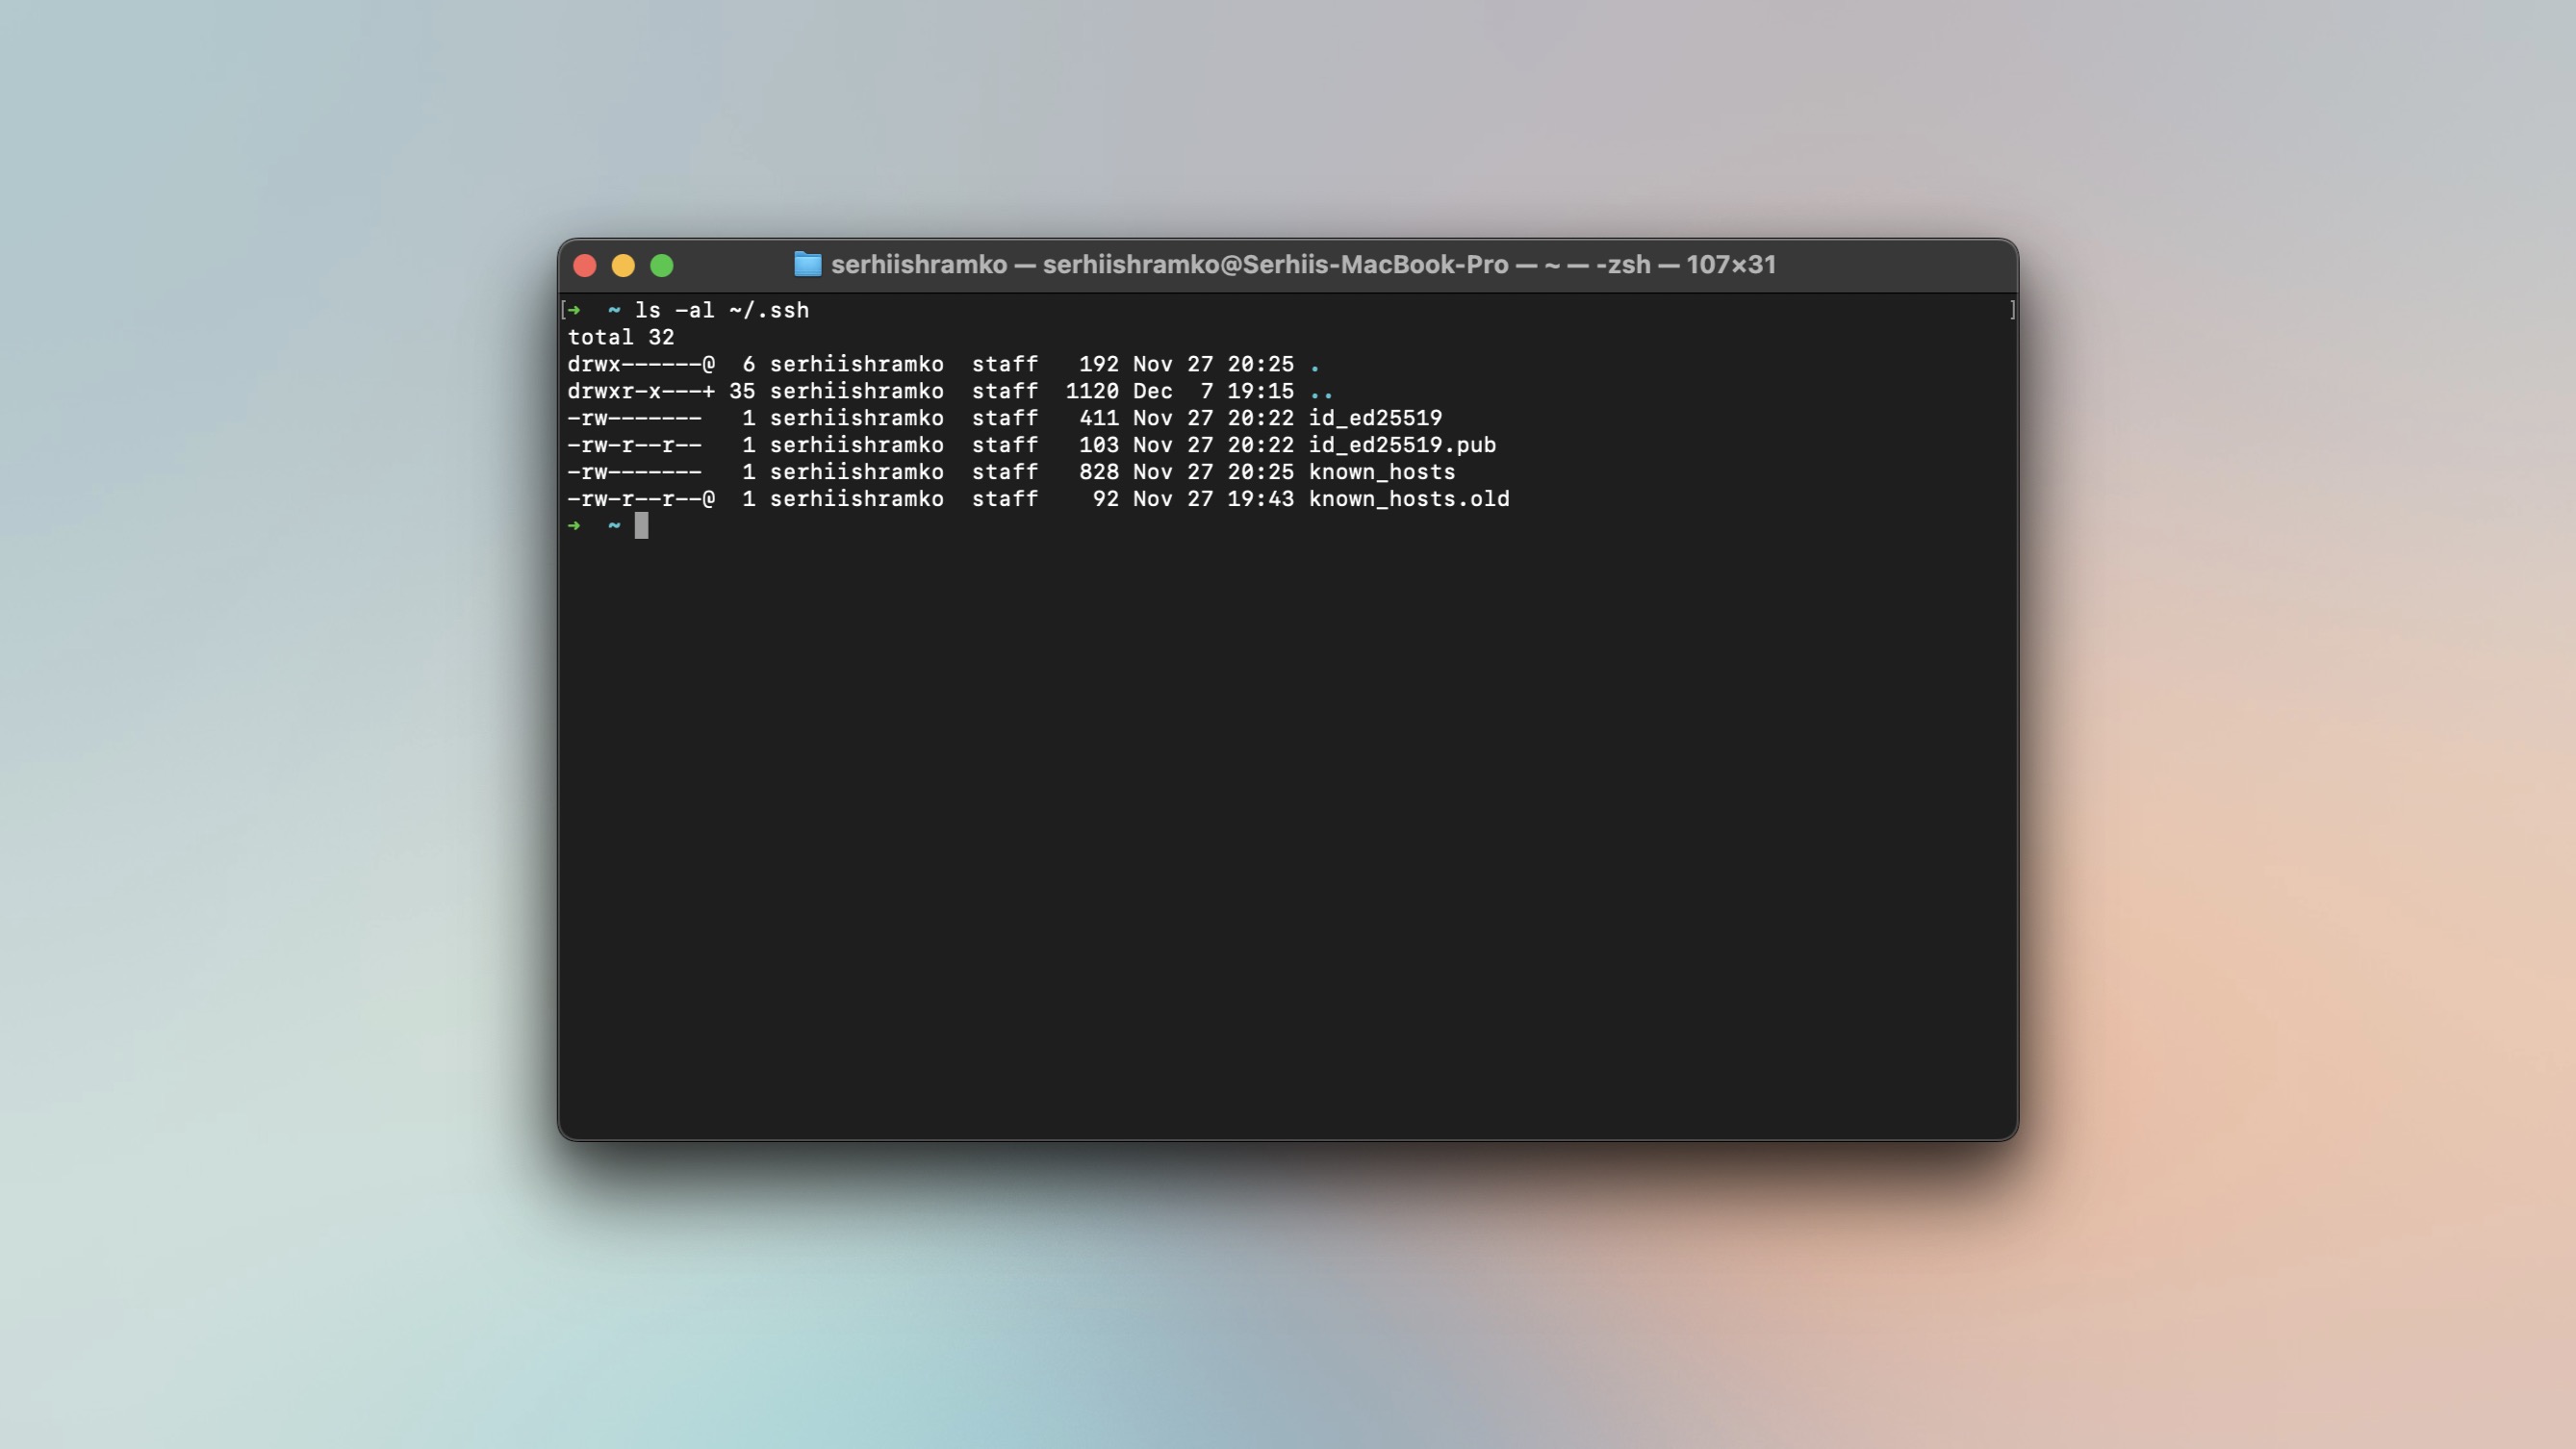 serhiishramko — serhiishramko@Serhiis-MacBook-Pro — ~ — -zsh — 107×31
[➜  ~ ls -al ~/.ssh ]
total 32
drwx------@  6 serhiishramko  staff   192 Nov 27 20:25 .
drwxr-x---+ 35 serhiishramko  staff  1120 Dec  7 19:15 ..
-rw-------   1 serhiishramko  staff   411 Nov 27 20:22 id_ed25519
-rw-r--r--   1 serhiishramko  staff   103 Nov 27 20:22 id_ed25519.pub
-rw-------   1 serhiishramko  staff   828 Nov 27 20:25 known_hosts
-rw-r--r--@  1 serhiishramko  staff    92 Nov 27 19:43 known_hosts.old
➜  ~